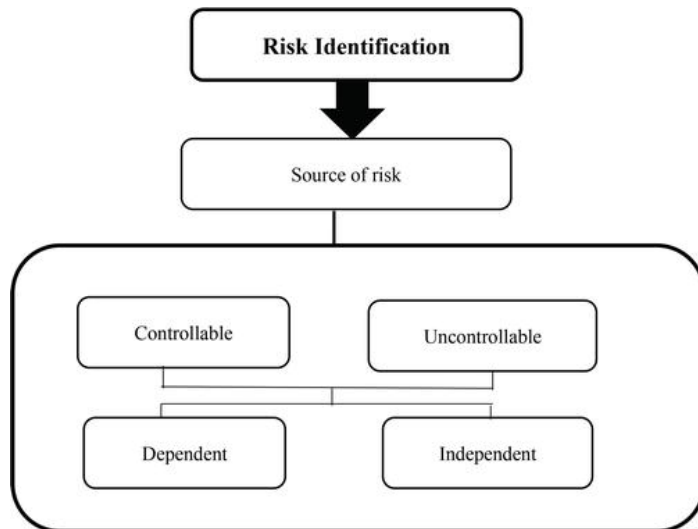 Risk Identification
Source of risk
Controllable
Uncontrollable
Dependent
Independent